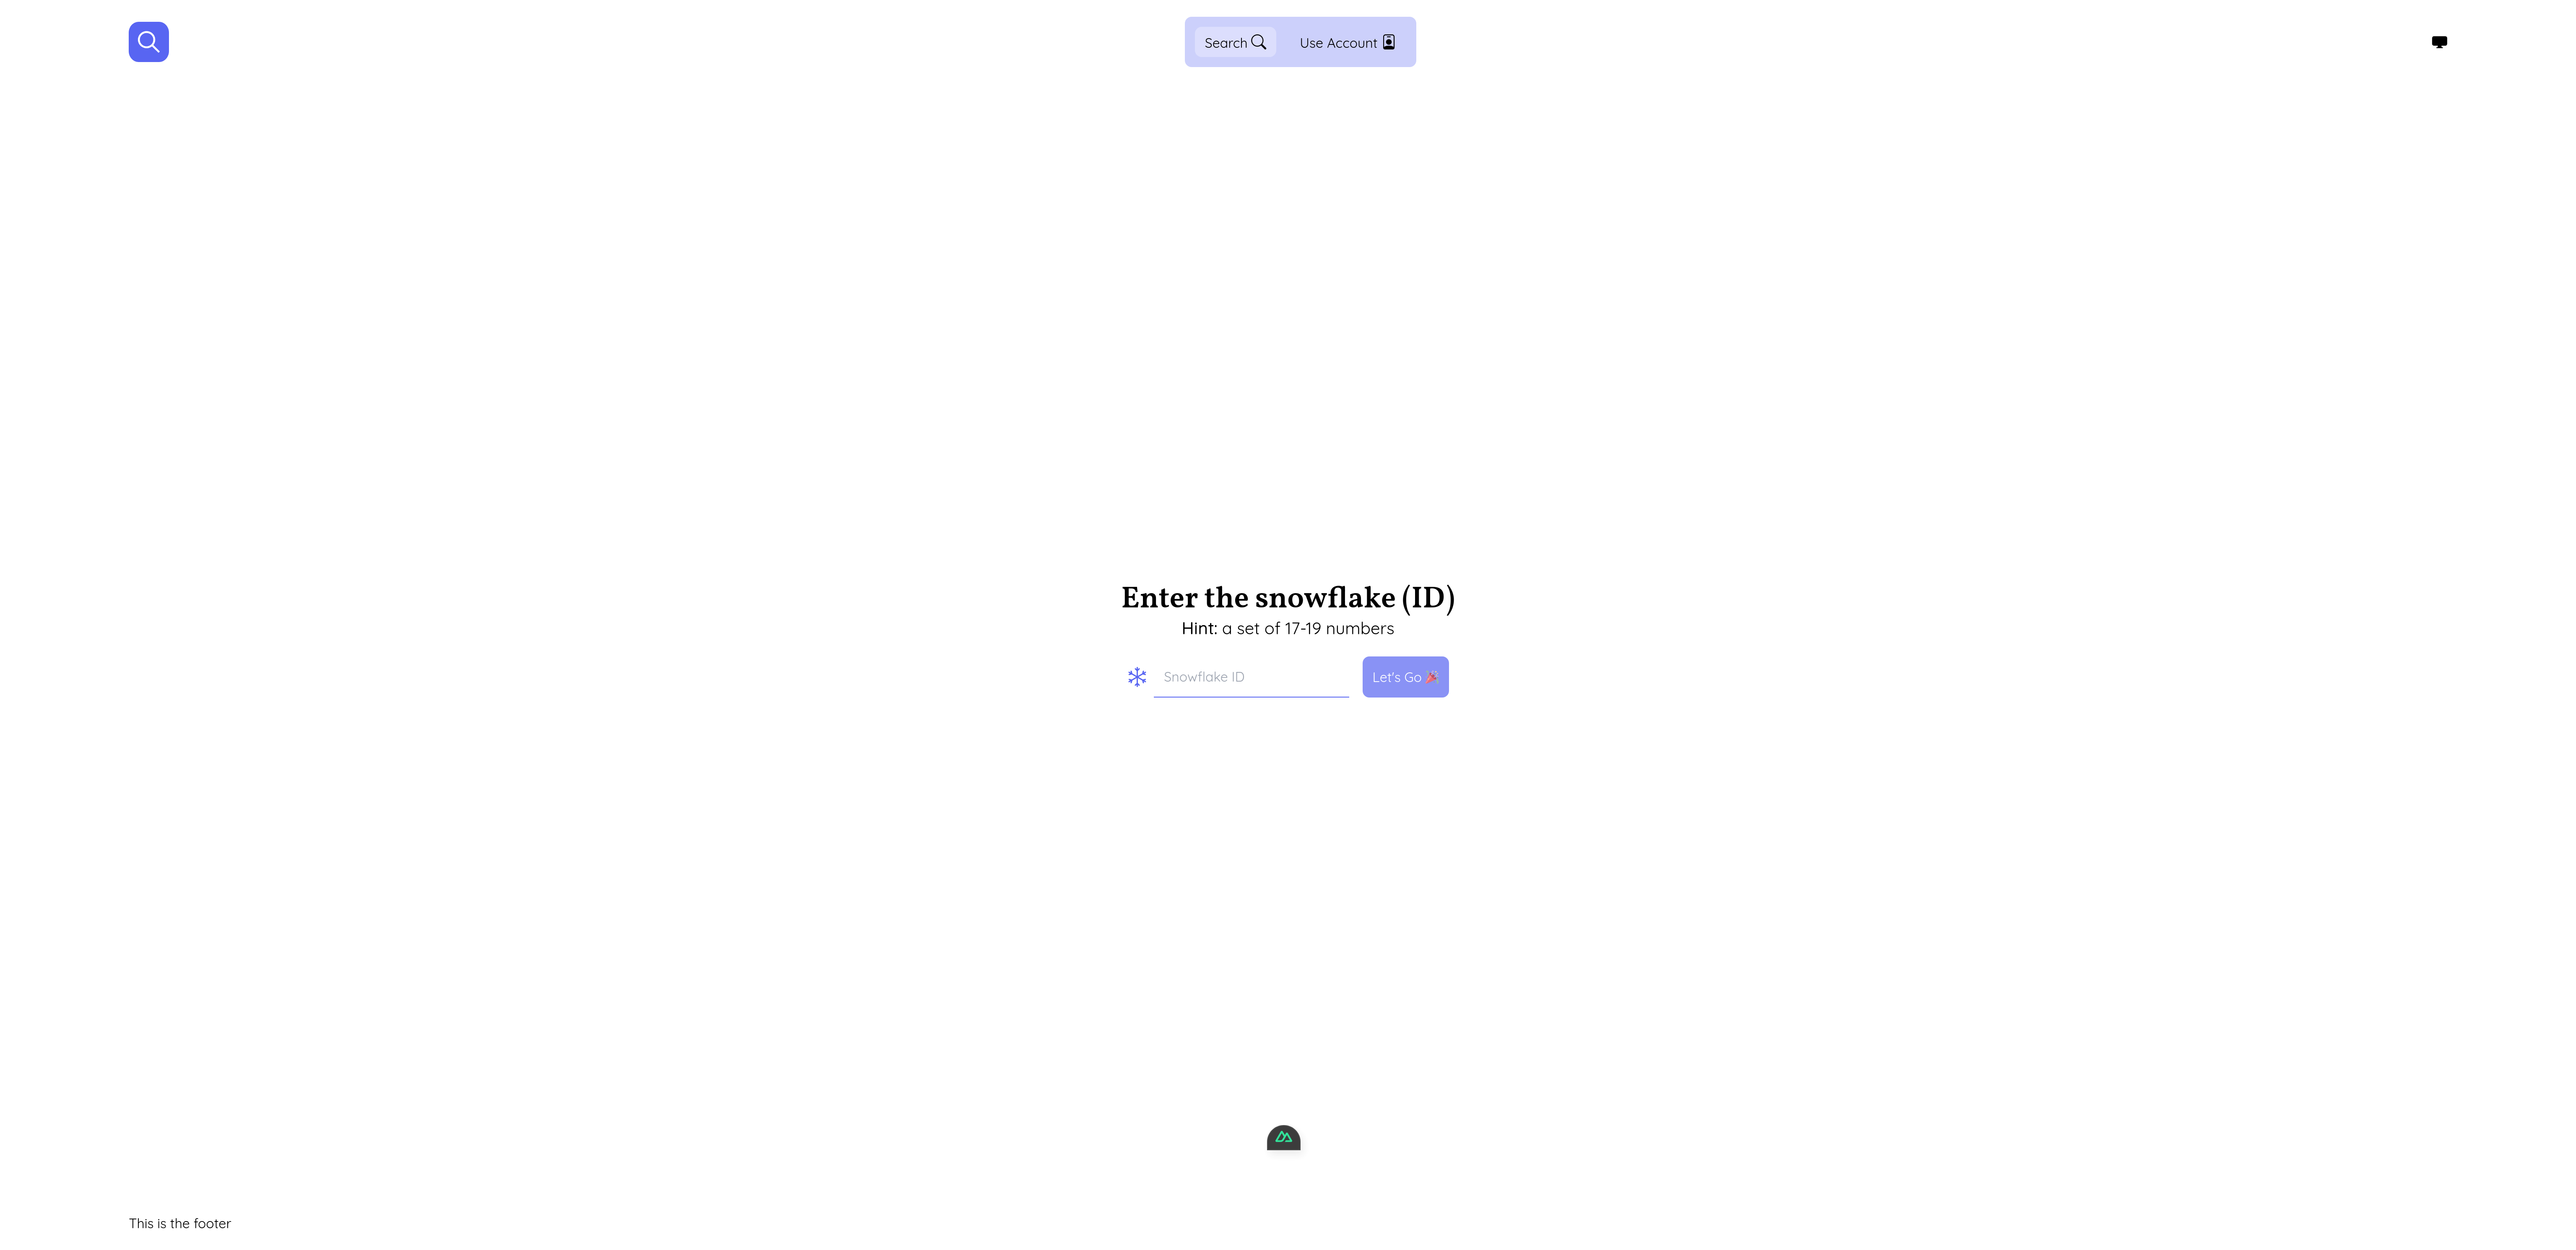 Search
Use Account
Enter the snowflake (ID)
Hint: a set of 17-19 numbers
Snowflake ID
Let's Go 🎉
This is the footer